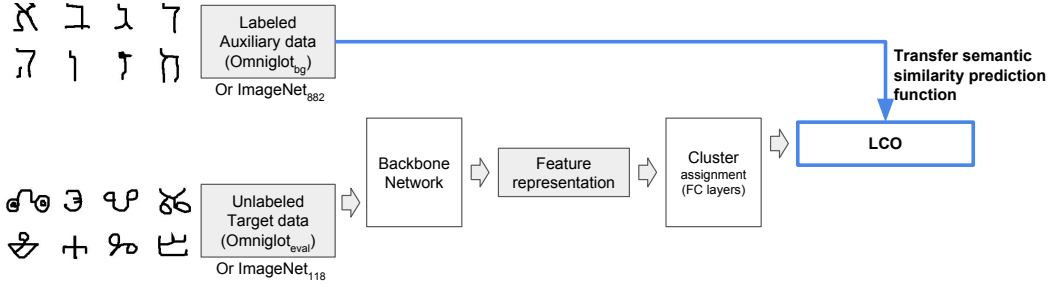 א ב ג ד
ה ו ז ח
Labeled
Auxiliary data
(Omniglot_bg)
Or ImageNet_882
Transfer semantic
similarity prediction
function
LCO
Unlabeled
Target data
(Omniglot_eval)
Or ImageNet_118
Backbone
Network
Feature
representation
Cluster
assignment
(FC layers)